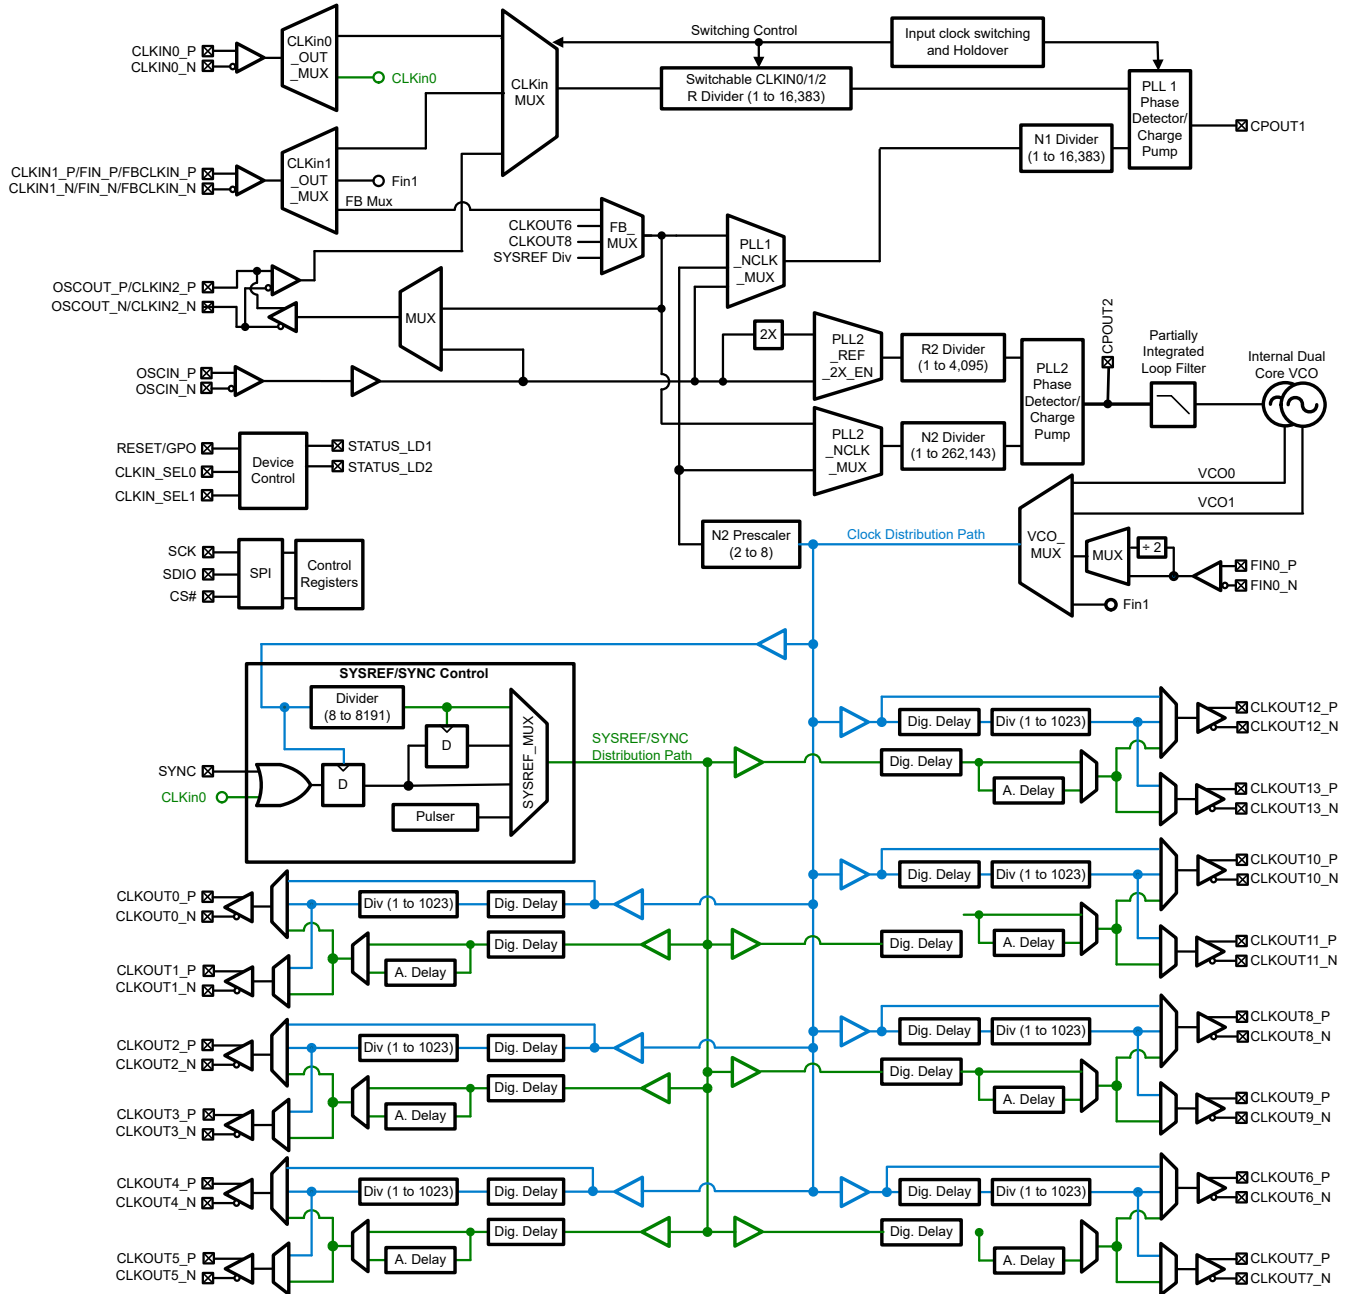 CLKIN0_P
CLKIN0_N
CLKin0
_OUT
_MUX
CLKin0
CLKin
MUX
Switching Control
Input clock switching
and Holdover
Switchable CLKIN0/1/2
R Divider (1 to 16,383)
PLL 1
Phase
Detector/
Charge
Pump
CPOUT1
N1 Divider
(1 to 16,383)
CLKIN1_P/FIN_P/FBCLKIN_P
CLKIN1_N/FIN_N/FBCLKIN_N
CLKin1
_OUT
_MUX
Fin1
FB Mux
CLKOUT6
CLKOUT8
SYSREF Div
FB_
MUX
PLL1
_NCLK
_MUX
OSCOUT_P/CLKIN2_P
OSCOUT_N/CLKIN2_N
MUX
OSCIN_P
OSCIN_N
2X
PLL2
_REF
_2X_EN
R2 Divider
(1 to 4,095)
PLL2
Phase
Detector/
Charge
Pump
CPOUT2
Partially
Integrated
Loop Filter
Internal Dual
Core VCO
PLL2
_NCLK
_MUX
N2 Divider
(1 to 262,143)
RESET/GPO
CLKIN_SEL0
CLKIN_SEL1
Device
Control
STATUS_LD1
STATUS_LD2
VCO0
VCO1
SCK
SDIO
CS#
SPI
Control
Registers
N2 Prescaler
(2 to 8)
Clock Distribution Path
VCO_
MUX
MUX
÷ 2
FIN0_P
FIN0_N
Fin1
SYSREF/SYNC Control
Divider
(8 to 8191)
D
SYNC
CLKin0
D
Pulser
SYSREF_MUX
SYSREF/SYNC
Distribution Path
Dig. Delay
Div (1 to 1023)
Dig. Delay
A. Delay
CLKOUT12_P
CLKOUT12_N
CLKOUT13_P
CLKOUT13_N
Dig. Delay
Div (1 to 1023)
Dig. Delay
A. Delay
CLKOUT10_P
CLKOUT10_N
CLKOUT11_P
CLKOUT11_N
CLKOUT0_P
CLKOUT0_N
CLKOUT1_P
CLKOUT1_N
Div (1 to 1023)
Dig. Delay
A. Delay
Dig. Delay
Dig. Delay
Div (1 to 1023)
Dig. Delay
A. Delay
CLKOUT8_P
CLKOUT8_N
CLKOUT9_P
CLKOUT9_N
CLKOUT2_P
CLKOUT2_N
CLKOUT3_P
CLKOUT3_N
Div (1 to 1023)
Dig. Delay
A. Delay
Dig. Delay
Dig. Delay
Div (1 to 1023)
Dig. Delay
A. Delay
CLKOUT6_P
CLKOUT6_N
CLKOUT7_P
CLKOUT7_N
CLKOUT4_P
CLKOUT4_N
CLKOUT5_P
CLKOUT5_N
Div (1 to 1023)
Dig. Delay
A. Delay
Dig. Delay